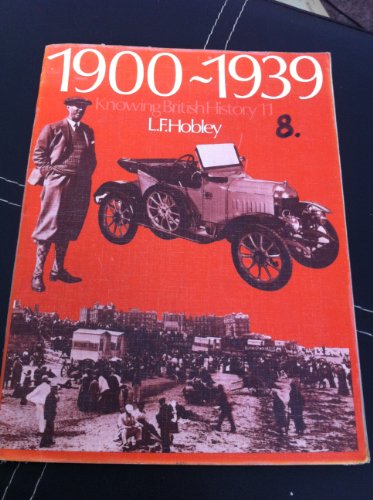 1900~1939
Knowing British History 11
L.F.Hobley
8.